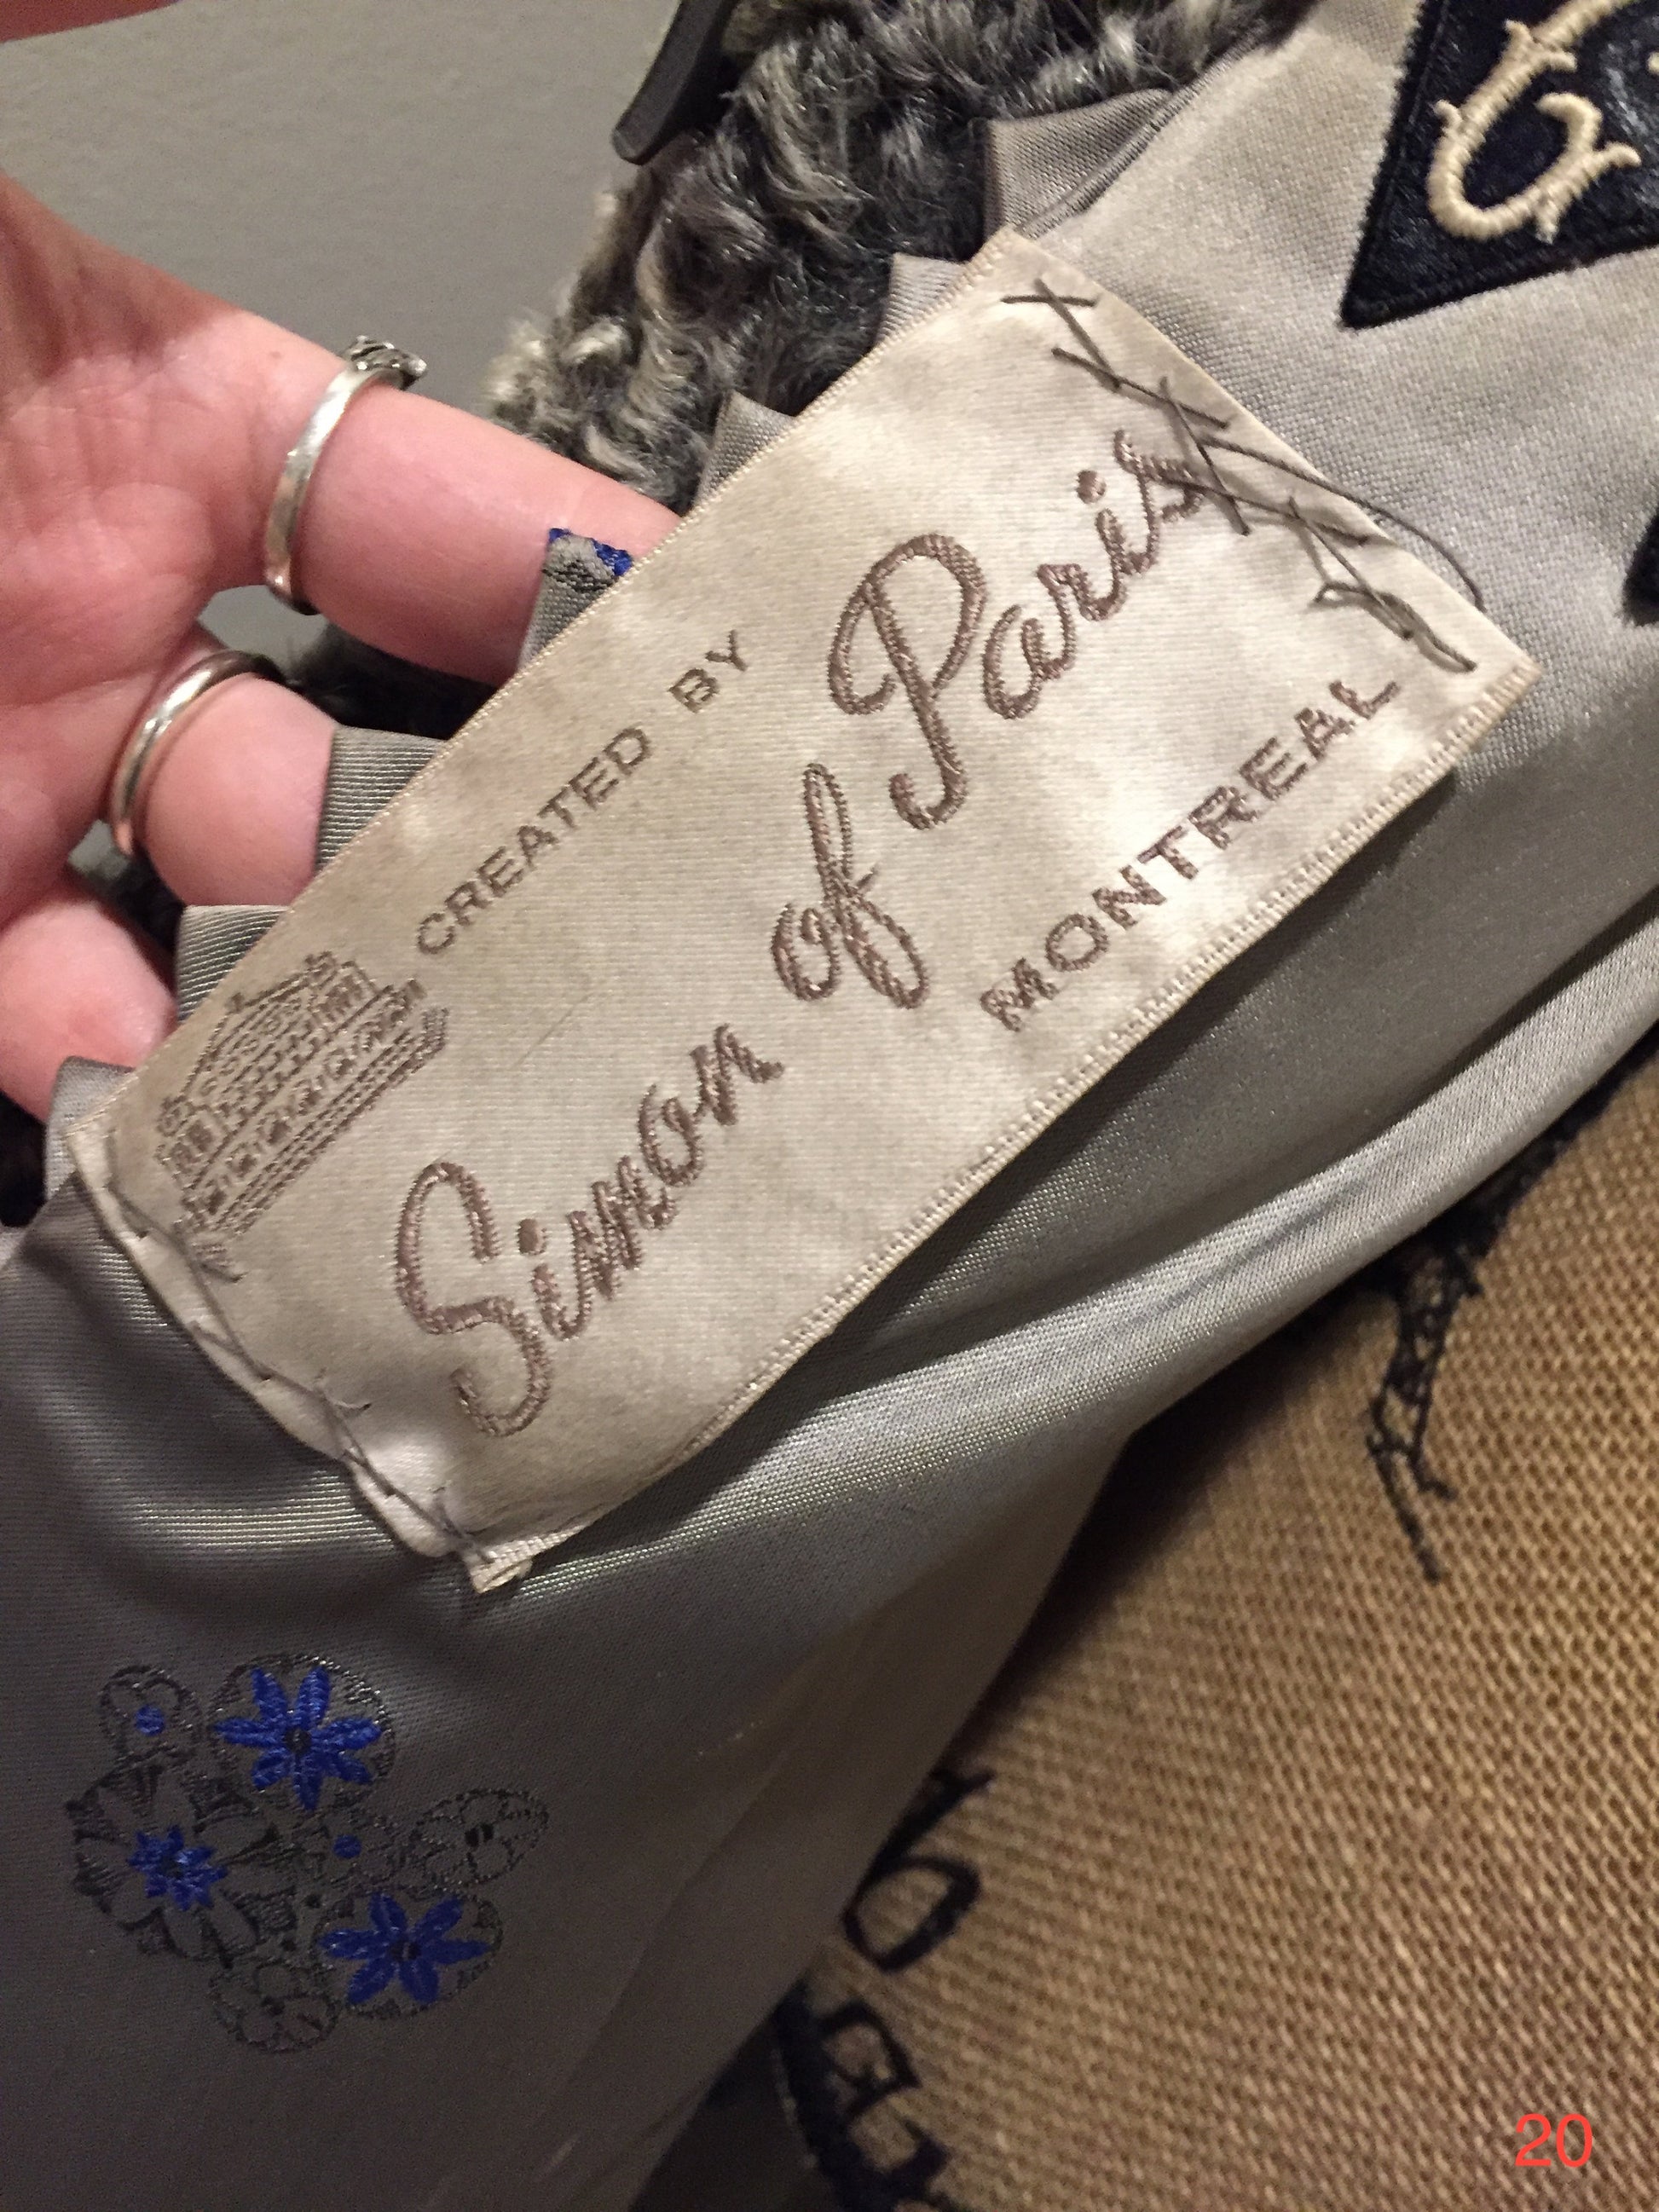 CREATED BY
Simon of Paris
MONTREAL
20